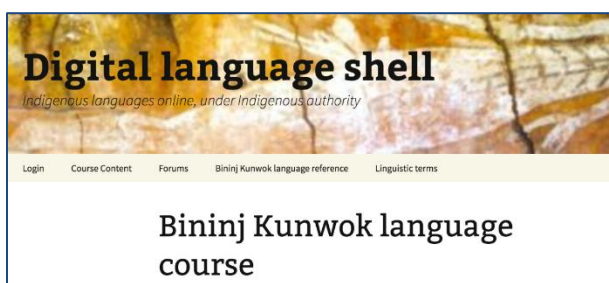 Digital language shell
Indigenous languages online, under Indigenous authority
Login Course Content Forums Bininj Kunwok language reference Linguistic terms
Bininj Kunwok language
course